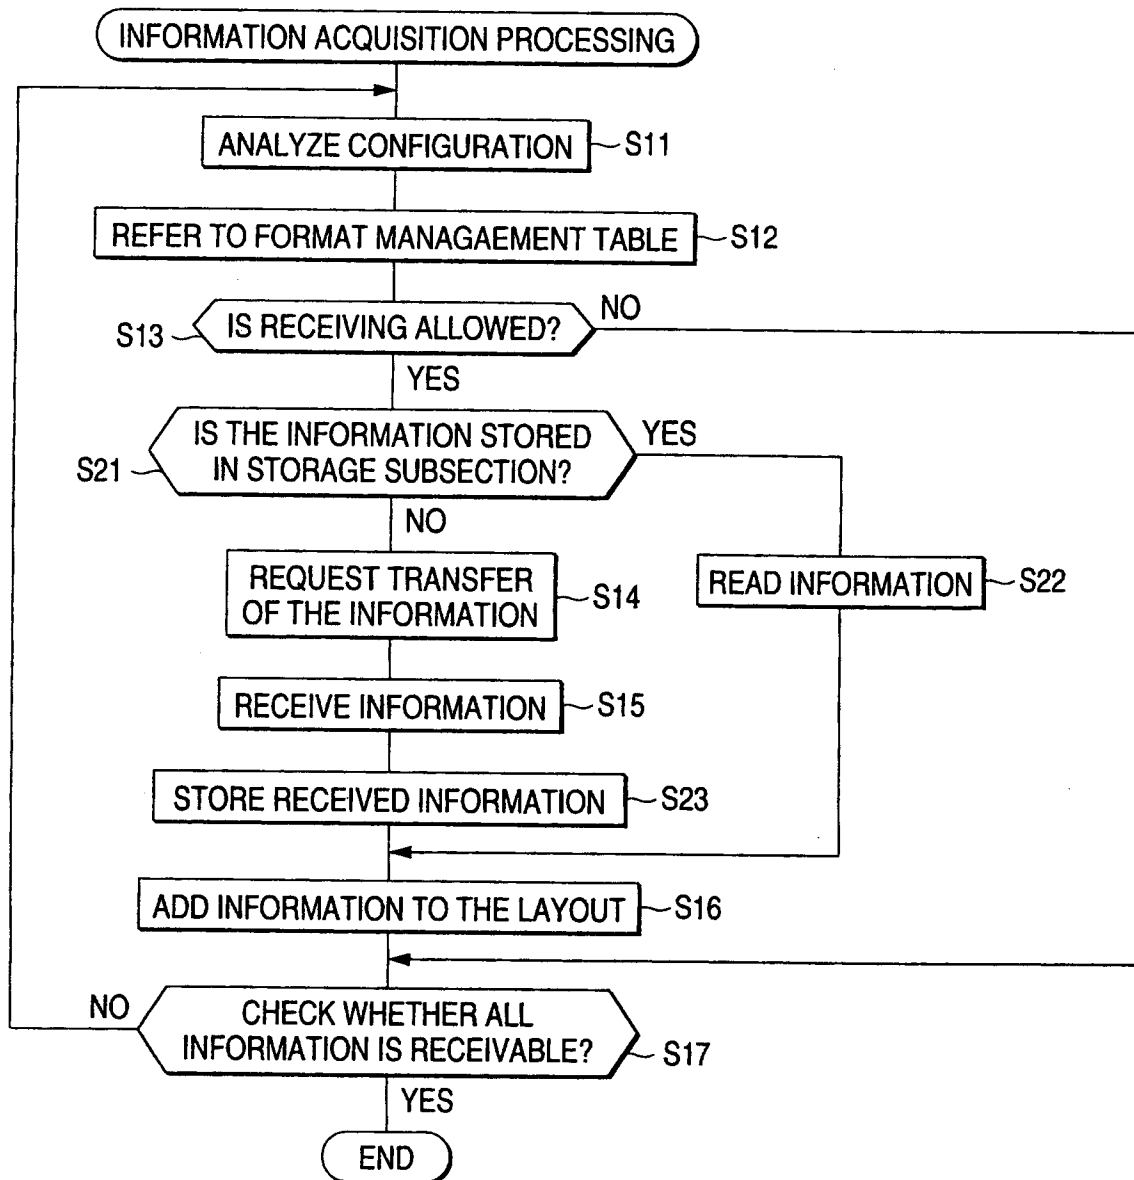 INFORMATION ACQUISITION PROCESSING
ANALYZE CONFIGURATION
S11
REFER TO FORMAT MANAGAEMENT TABLE
S12
S13
IS RECEIVING ALLOWED?
NO
YES
S21
IS THE INFORMATION STORED
IN STORAGE SUBSECTION?
YES
NO
REQUEST TRANSFER
OF THE INFORMATION
S14
READ INFORMATION
S22
RECEIVE INFORMATION
S15
STORE RECEIVED INFORMATION
S23
ADD INFORMATION TO THE LAYOUT
S16
NO
CHECK WHETHER ALL
INFORMATION IS RECEIVABLE?
S17
YES
END